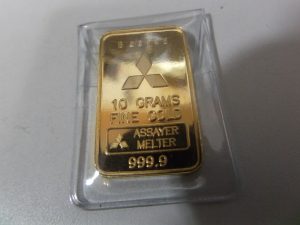 10 GRAMS
FINE GOLD
ASSAYER
MELTER
999.9